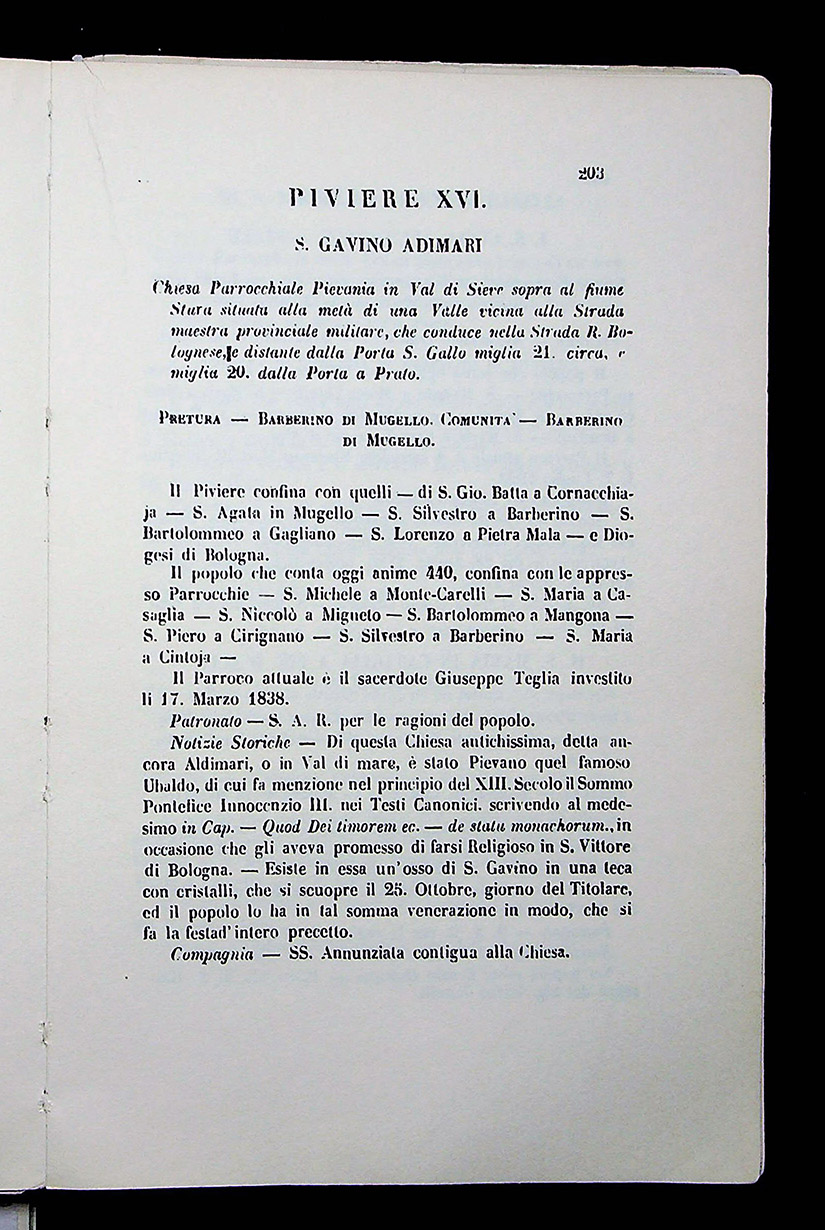 203
PIVIERE XVI.
S. GAVINO ADIMARI
Chiesa Parrocchiale Pievania in Val di Sieve sopra al fiume
Stura situata alla metà di una Valle vicina alla Strada
maestra provinciale militare, che conduce nella Strada R. Bo-
lognese, e distante dalla Porta S. Gallo miglia 21. circa, e
miglia 20. dalla Porta a Prato.
PRETURA — BARBERINO DI MUGELLO. COMUNITA' — BARBERINO
DI MUGELLO.
Il Piviere confina con quelli — di S. Gio. Batta a Cornacchia-
ja — S. Agata in Mugello — S. Silvestro a Barberino — S.
Bartolommeo a Gagliano — S. Lorenzo a Pietra Mala — e Dio-
gesi di Bologna.
Il popolo che conta oggi anime 440, confina con le appres-
so Parrocchie — S. Michele a Monte-Carelli — S. Maria a Ca-
saglia — S. Niccolò a Migneto — S. Bartolommeo a Mangona —
S. Piero a Cirignano — S. Silvestro a Barberino — S. Maria
a Cintoja —
Il Parroco attuale è il sacerdote Giuseppe Teglia investito
li 17. Marzo 1838.
Patronato — S. A. R. per le ragioni del popolo.
Notizie Storiche — Di questa Chiesa antichissima, detta an-
cora Aldimari, o in Val di mare, è stato Pievano quel famoso
Ubaldo, di cui fa menzione nel principio del XIII. Secolo il Sommo
Pontefice Innocenzio III. nei Testi Canonici. scrivendo al mede-
simo in Cap. — Quod Dei timorem ec. — de statu monachorum., in
occasione che gli aveva promesso di farsi Religioso in S. Vittore
di Bologna. — Esiste in essa un'osso di S. Gavino in una teca
con cristalli, che si scuopre il 25. Ottobre, giorno del Titolare,
ed il popolo lo ha in tal somma venerazione in modo, che si
fa la festa d'intero precetto.
Compagnia — SS. Annunziata contigua alla Chiesa.